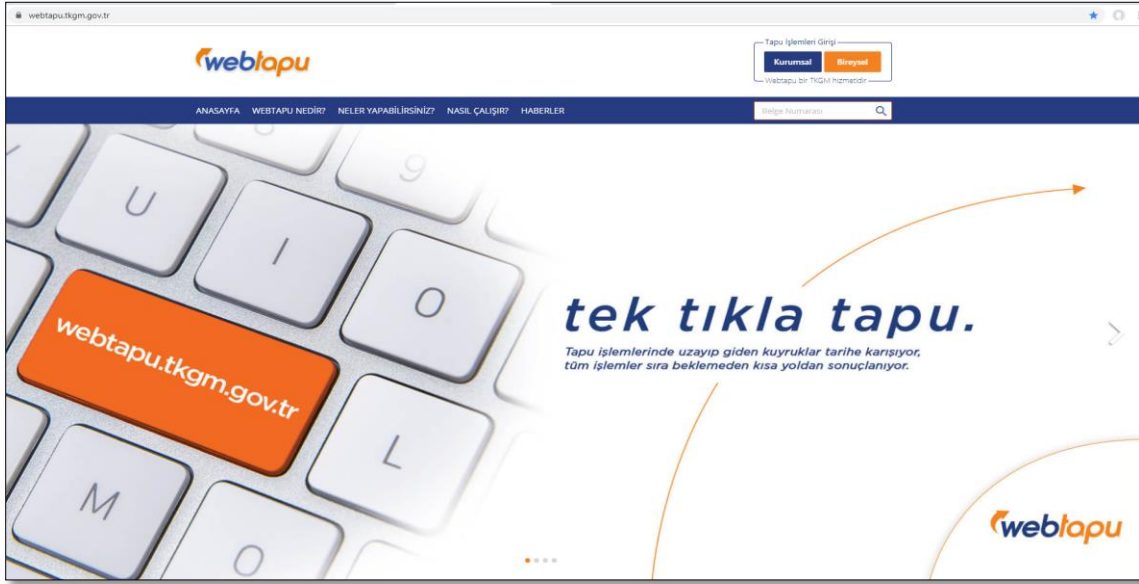 webtapu.tkgm.gov.tr
webtapu
Tapu İşlemleri Girişi
Kurumsal Bireysel
Webtapu bir TKGM hizmetidir
ANASAYFA WEBTAPU NEDİR? NELER YAPABİLİRSİNİZ? NASIL ÇALIŞIR? HABERLER
Belge Numarası
9
U
I
O
webtapu.tkgm.gov.tr
L
M
tek tıkla tapu.
Tapu işlemlerinde uzayıp giden kuyruklar tarihe karışıyor,
tüm işlemler sıra beklemeden kısa yoldan sonuçlanıyor.
webtapu